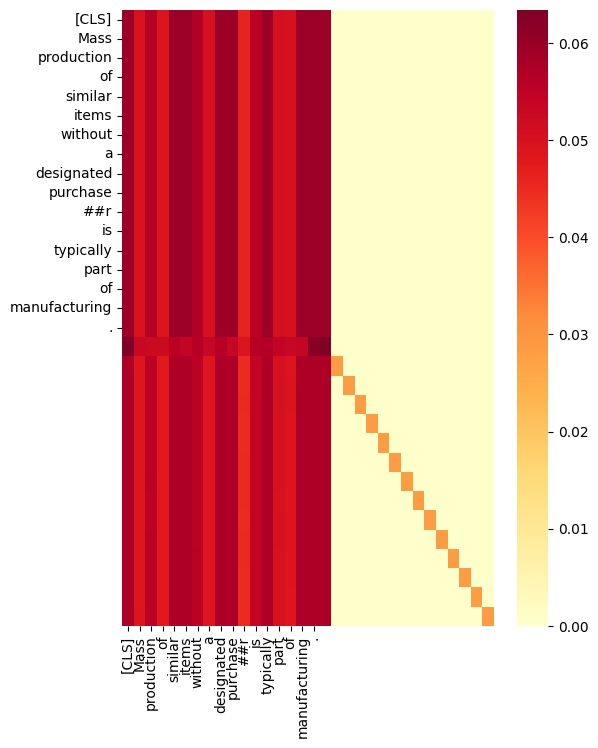 [CLS]
Mass
production
of
similar
items
without
a
designated
purchase
##r
is
typically
part
of
manufacturing
.
0.06
0.05
0.04
0.03
0.02
0.01
0.00
[CLS]
Mass
production
of
similar
items
without
a
designated
purchase
##r
is
typically
part
of
manufacturing
.